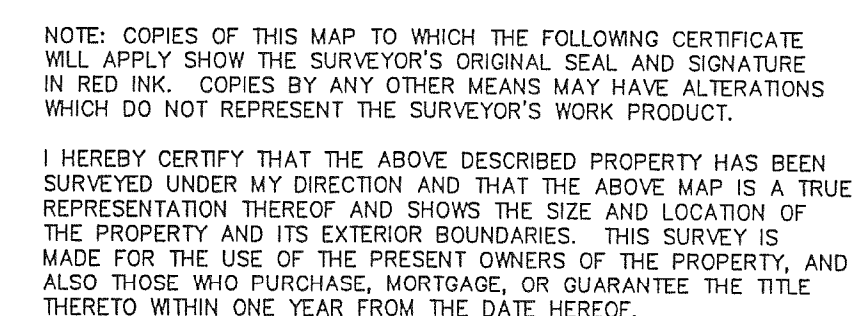 NOTE: COPIES OF THIS MAP TO WHICH THE FOLLOWING CERTIFICATE
WILL APPLY SHOW THE SURVEYOR'S ORIGINAL SEAL AND SIGNATURE
IN RED INK. COPIES BY ANY OTHER MEANS MAY HAVE ALTERATIONS
WHICH DO NOT REPRESENT THE SURVEYOR'S WORK PRODUCT.
I HEREBY CERTIFY THAT THE ABOVE DESCRIBED PROPERTY HAS BEEN
SURVEYED UNDER MY DIRECTION AND THAT THE ABOVE MAP IS A TRUE
REPRESENTATION THEREOF AND SHOWS THE SIZE AND LOCATION OF
THE PROPERTY AND ITS EXTERIOR BOUNDARIES. THIS SURVEY IS
MADE FOR THE USE OF THE PRESENT OWNERS OF THE PROPERTY, AND
ALSO THOSE WHO PURCHASE, MORTGAGE, OR GUARANTEE THE TITLE
THERETO WITHIN ONE YEAR FROM THE DATE HEREOF.